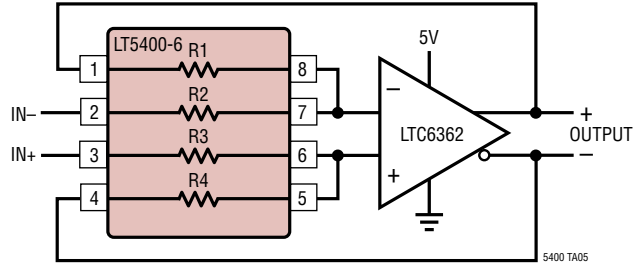 LT5400-6
R1
1
8
5V
R2
IN–
2
7
–
+
LTC6362
OUTPUT
R3
IN+
3
6
+
–
R4
4
5
5400 TA05